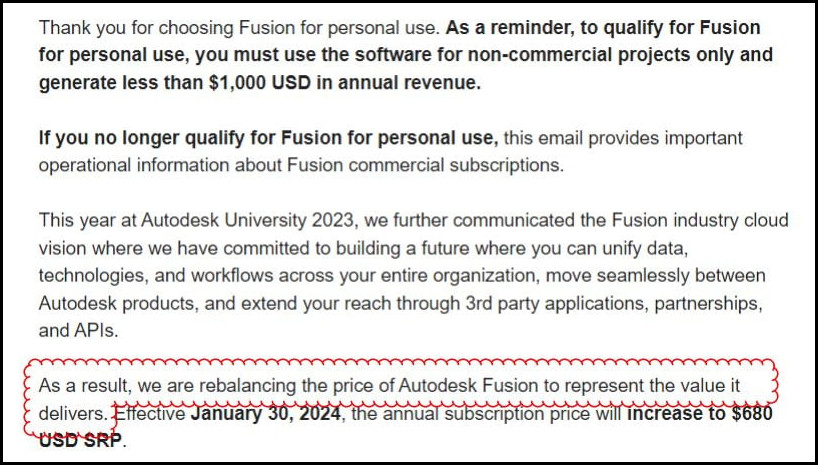 Thank you for choosing Fusion for personal use. As a reminder, to qualify for Fusion
for personal use, you must use the software for non-commercial projects only and
generate less than $1,000 USD in annual revenue.
If you no longer qualify for Fusion for personal use, this email provides important
operational information about Fusion commercial subscriptions.
This year at Autodesk University 2023, we further communicated the Fusion industry cloud
vision where we have committed to building a future where you can unify data,
technologies, and workflows across your entire organization, move seamlessly between
Autodesk products, and extend your reach through 3rd party applications, partnerships,
and APIs.
As a result, we are rebalancing the price of Autodesk Fusion to represent the value it
delivers. Effective January 30, 2024, the annual subscription price will increase to $680
USD SRP.